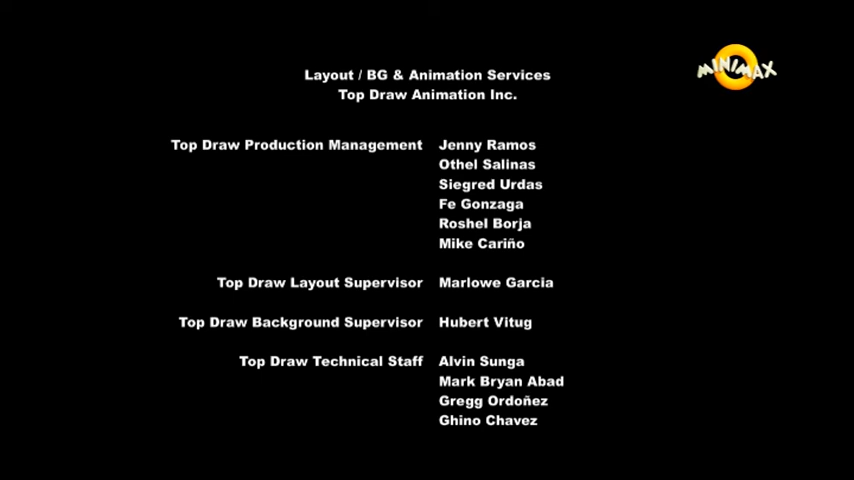 Layout / BG & Animation Services
Top Draw Animation Inc.
MINIMAX
Top Draw Production Management Jenny Ramos
Othel Salinas
Siegred Urdas
Fe Gonzaga
Roshel Borja
Mike Cariño
Top Draw Layout Supervisor Marlowe Garcia
Top Draw Background Supervisor Hubert Vitug
Top Draw Technical Staff Alvin Sunga
Mark Bryan Abad
Gregg Ordoñez
Ghino Chavez